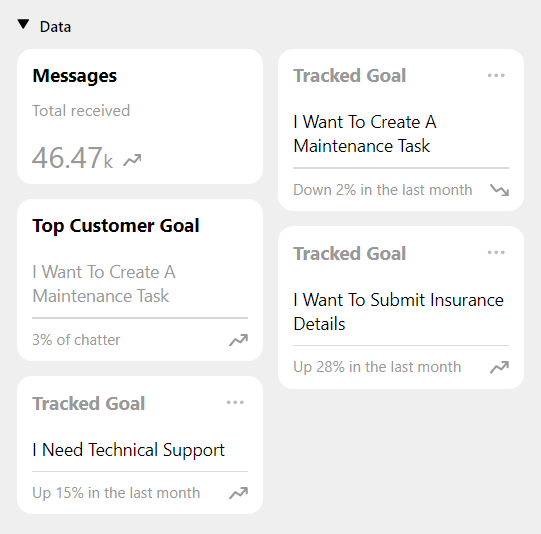 Data
Messages
Total received
46.47k
Top Customer Goal
I Want To Create A
Maintenance Task
3% of chatter
Tracked Goal
I Need Technical Support
Up 15% in the last month
Tracked Goal
I Want To Create A
Maintenance Task
Down 2% in the last month
Tracked Goal
I Want To Submit Insurance
Details
Up 28% in the last month